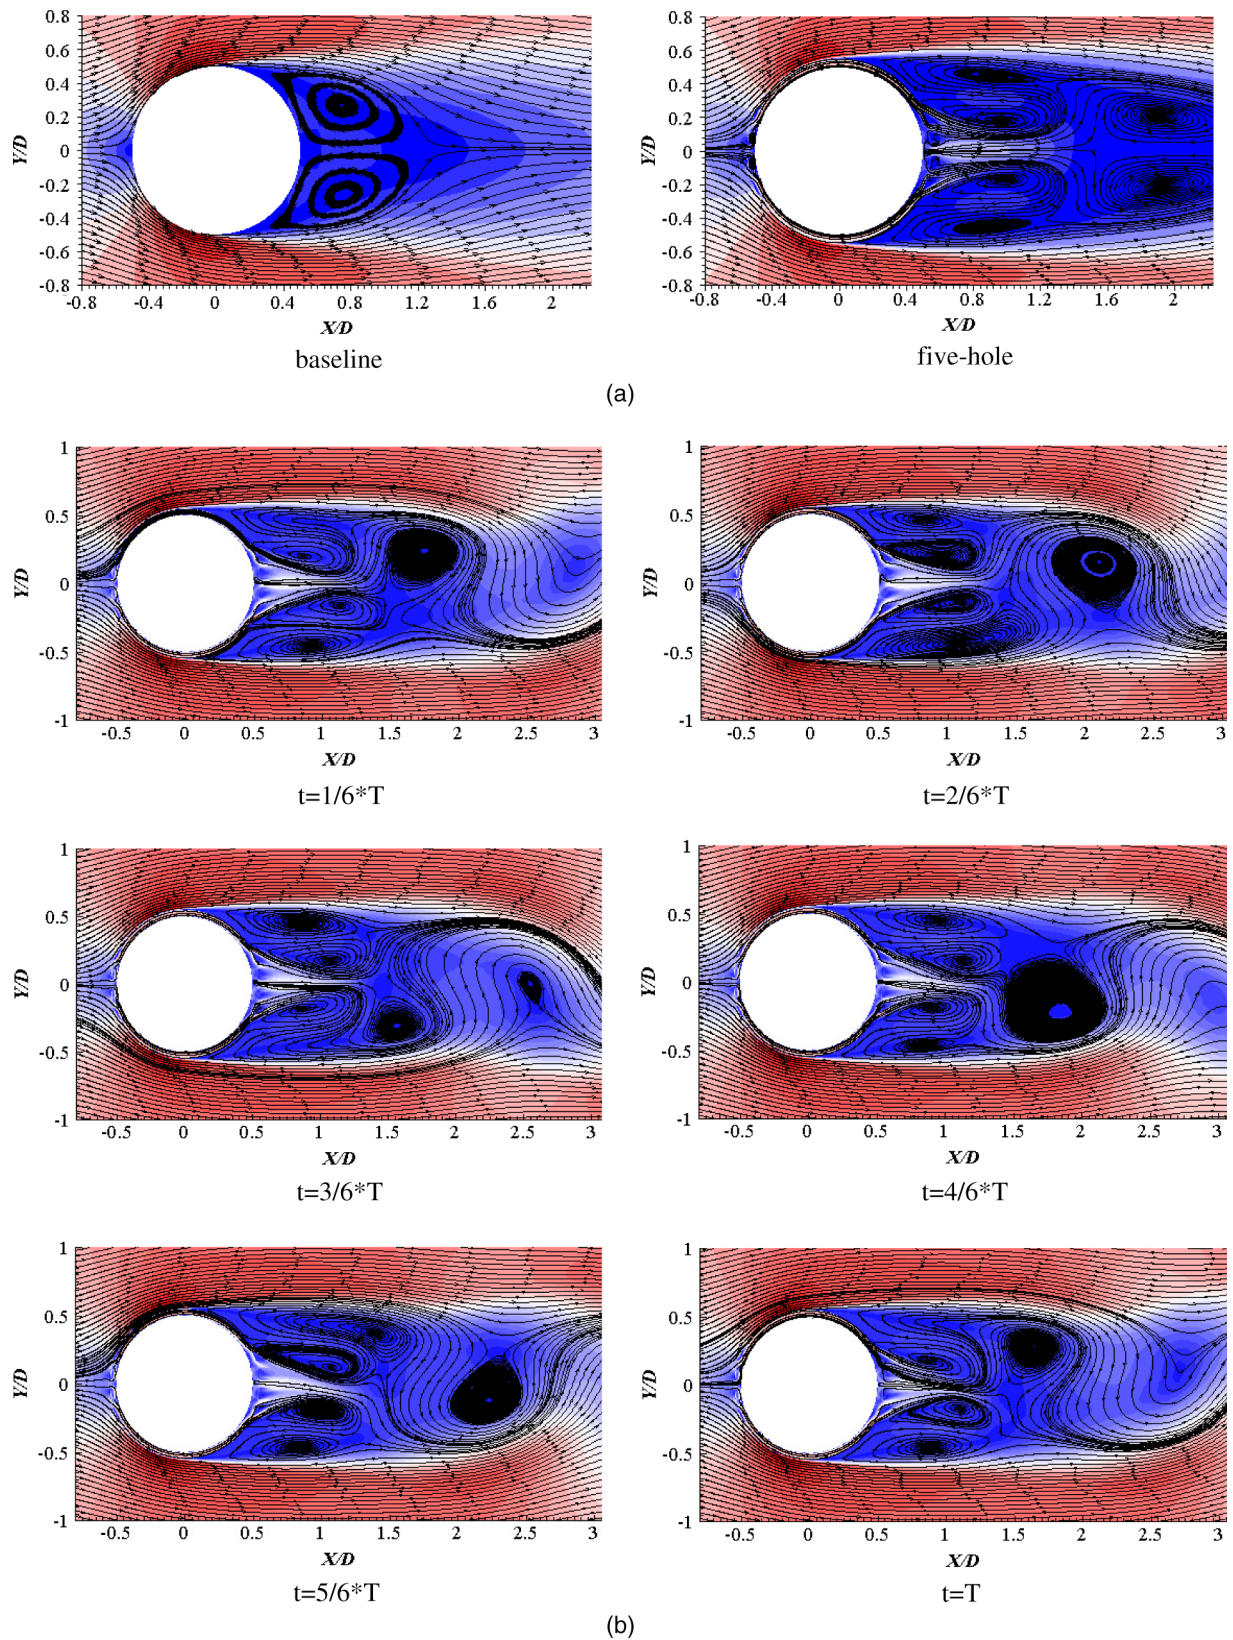 0.8
0.6
0.4
0.2
0
-0.2
-0.4
-0.6
-0.8
Y/D
-0.8 -0.4 0 0.4 0.8 1.2 1.6 2
X/D
baseline
0.8
0.6
0.4
0.2
0
-0.2
-0.4
-0.6
-0.8
Y/D
-0.8 -0.4 0 0.4 0.8 1.2 1.6 2
X/D
five-hole
(a)
1
0.5
0
-0.5
-1
Y/D
-0.5 0 0.5 1 1.5 2 2.5 3
X/D
t=1/6*T
1
0.5
0
-0.5
-1
Y/D
-0.5 0 0.5 1 1.5 2 2.5 3
X/D
t=2/6*T
1
0.5
0
-0.5
-1
Y/D
-0.5 0 0.5 1 1.5 2 2.5 3
X/D
t=3/6*T
1
0.5
0
-0.5
-1
Y/D
-0.5 0 0.5 1 1.5 2 2.5 3
X/D
t=4/6*T
1
0.5
0
-0.5
-1
Y/D
-0.5 0 0.5 1 1.5 2 2.5 3
X/D
t=5/6*T
1
0.5
0
-0.5
-1
Y/D
-0.5 0 0.5 1 1.5 2 2.5 3
X/D
t=T
(b)